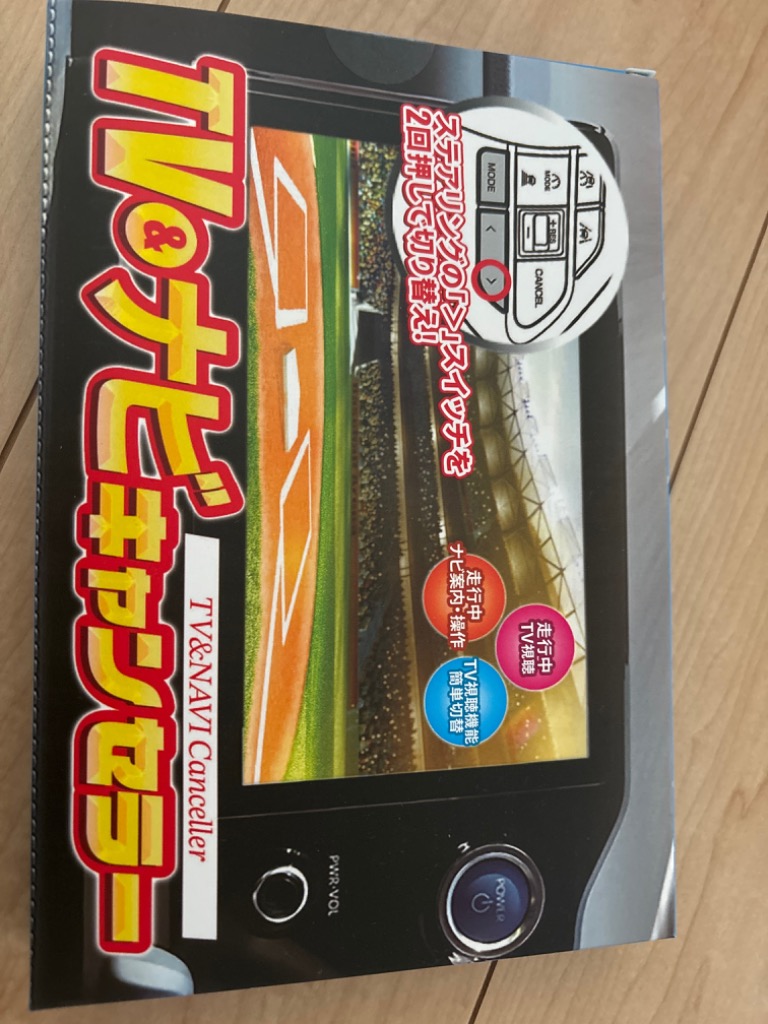 ステアリングの「>」スイッチを
2回押しで切り替え!!
MODE
<
>
MODE
+RES
CANCEL
走行中
TV視聴
走行中
ナビ案内・操作
TV視聴機能
簡単切替
POWER
PWR·VOL
TV&NAVI Canceller
TV&ナビキャンセラー